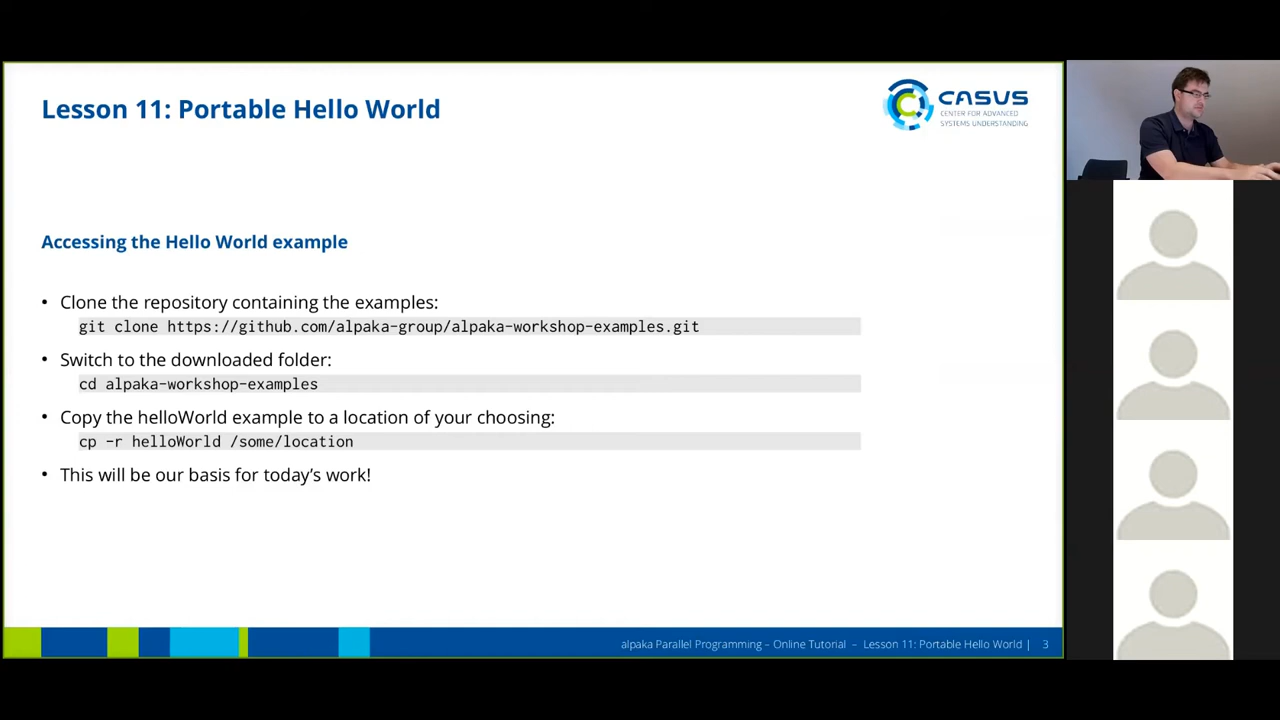 Lesson 11: Portable Hello World
CASUS
CENTER FOR ADVANCED
SYSTEMS UNDERSTANDING
Accessing the Hello World example
• Clone the repository containing the examples:
git clone https://github.com/alpaka-group/alpaka-workshop-examples.git
• Switch to the downloaded folder:
cd alpaka-workshop-examples
• Copy the helloWorld example to a location of your choosing:
cp -r helloWorld /some/location
• This will be our basis for today’s work!
alpaka Parallel Programming – Online Tutorial – Lesson 11: Portable Hello World | 3